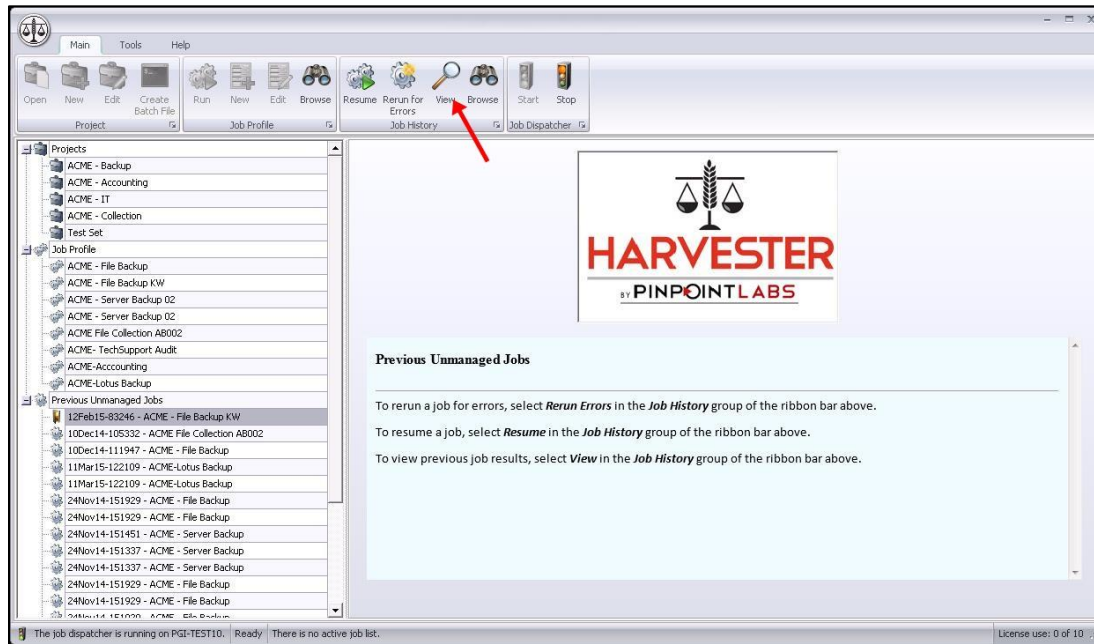 Main Tools Help
Open New Edit Create Batch File
Project
Run New Edit Browse
Job Profile
Resume Rerun for Errors View Browse
Job History
Start Stop
Job Dispatcher
Projects
ACME - Backup
ACME - Accounting
ACME - IT
ACME - Collection
Test Set
Job Profile
ACME - File Backup
ACME - File Backup KW
ACME - Server Backup 02
ACME - Server Backup 02
ACME File Collection AB002
ACME- TechSupport Audit
ACME-Acccounting
ACME-Lotus Backup
Previous Unmanaged Jobs
12Feb15-83246 - ACME - File Backup KW
10Dec14-105332 - ACME File Collection AB002
10Dec14-111947 - ACME - File Backup
11Mar15-122109 - ACME-Lotus Backup
11Mar15-122109 - ACME-Lotus Backup
24Nov14-151929 - ACME - File Backup
24Nov14-151929 - ACME - File Backup
24Nov14-151451 - ACME - Server Backup
24Nov14-151337 - ACME - Server Backup
24Nov14-151337 - ACME - Server Backup
24Nov14-151929 - ACME - File Backup
24Nov14-151929 - ACME - File Backup
HARVESTER
BY PINPOINTLABS
Previous Unmanaged Jobs
To rerun a job for errors, select Rerun Errors in the Job History group of the ribbon bar above.
To resume a job, select Resume in the Job History group of the ribbon bar above.
To view previous job results, select View in the Job History group of the ribbon bar above.
The job dispatcher is running on PGI-TEST10. Ready There is no active job list. License use: 0 of 10